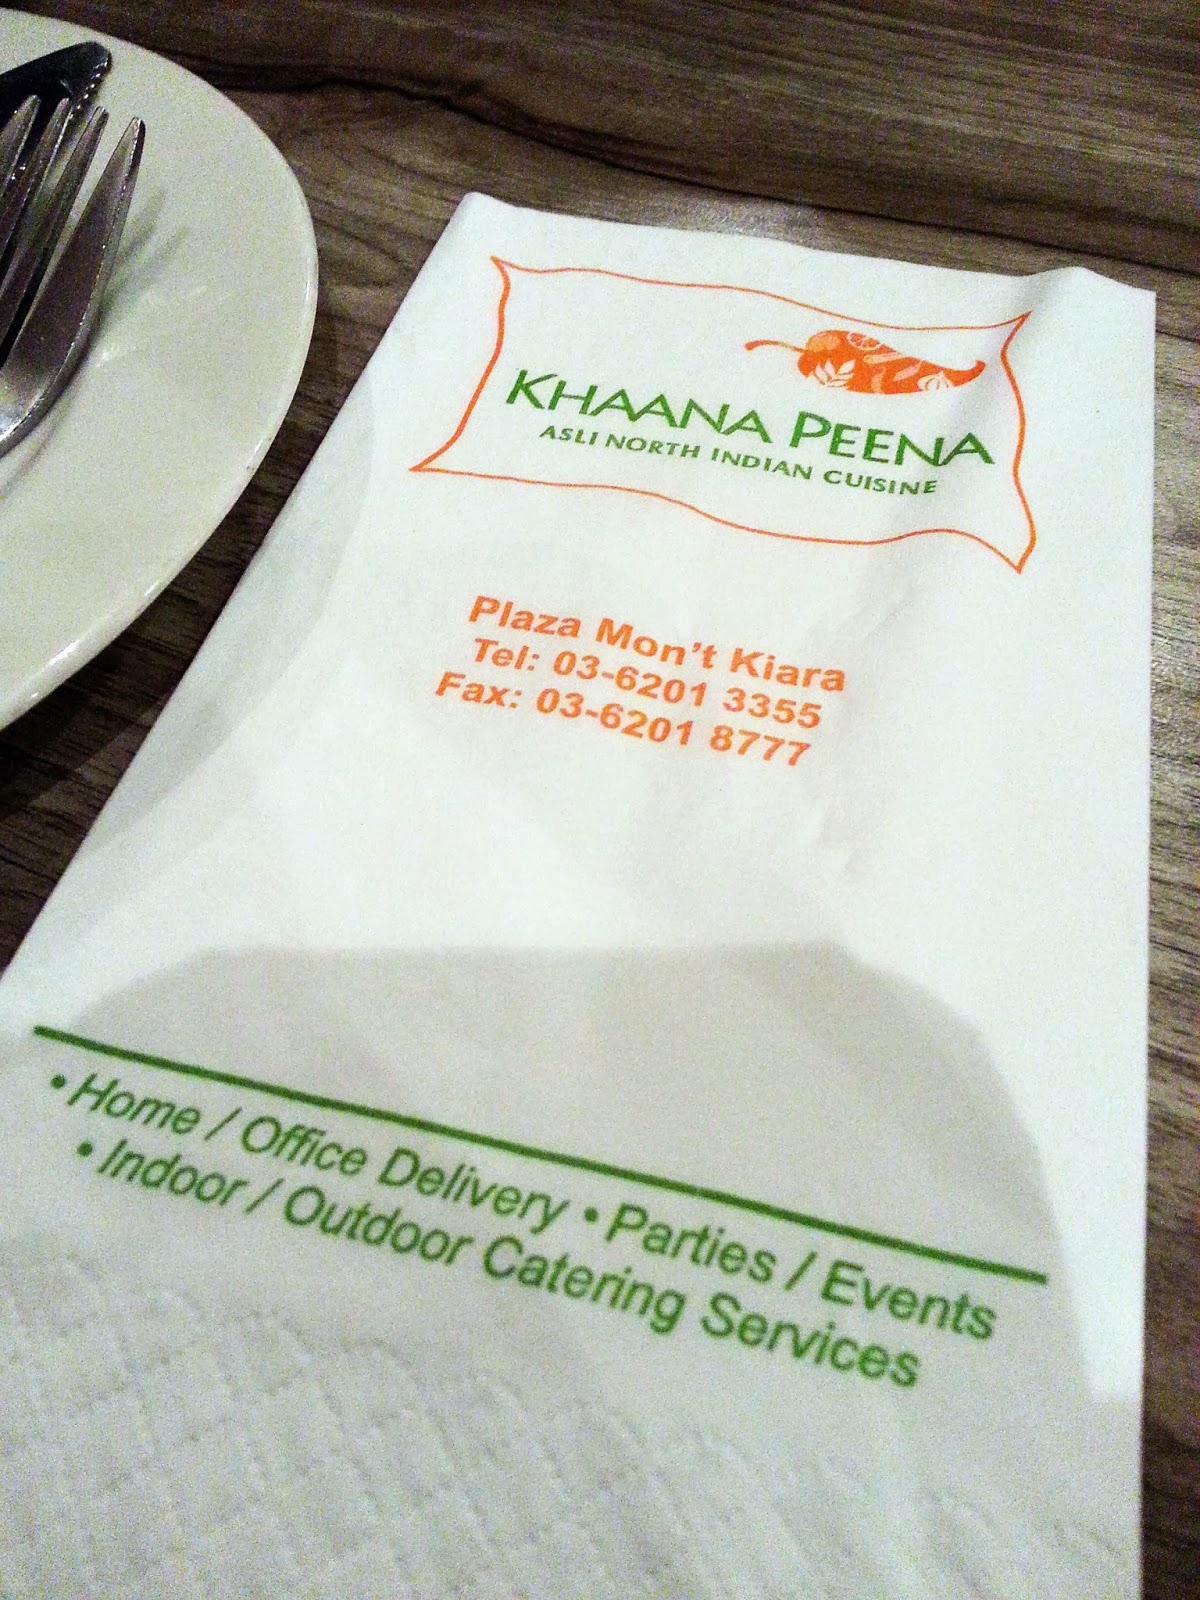 KHAANA PEENA
ASLI NORTH INDIAN CUISINE
Plaza Mon't Kiara
Tel: 03-6201 3355
Fax: 03-6201 8777
• Home / Office Delivery • Parties / Events
• Indoor / Outdoor Catering Services